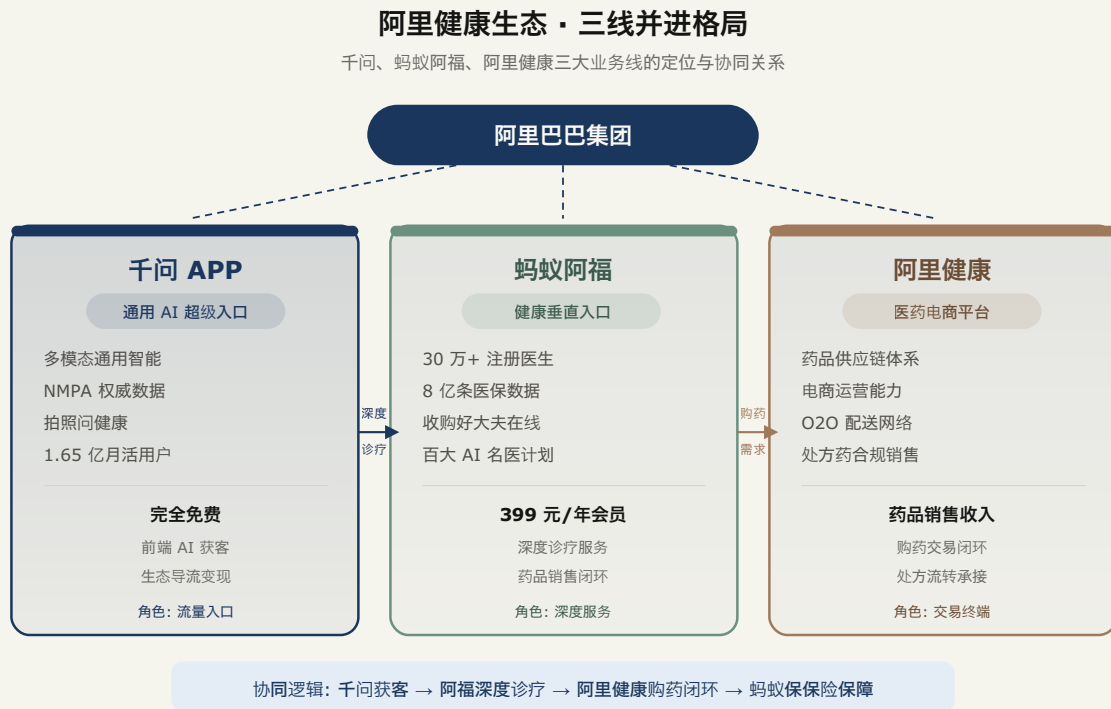 阿里健康生态 · 三线并进格局
千问、蚂蚁阿福、阿里健康三大业务线的定位与协同关系
阿里巴巴集团
千问 APP
通用 AI 超级入口
多模态通用智能
NMPA 权威数据
拍照问健康
1.65 亿月活用户
完全免费
前端 AI 获客
生态导流变现
角色: 流量入口
深度
诊疗
蚂蚁阿福
健康垂直入口
30 万+ 注册医生
8 亿条医保数据
收购好大夫在线
百大 AI 名医计划
399 元/年会员
深度诊疗服务
药品销售闭环
角色: 深度服务
购药
需求
阿里健康
医药电商平台
药品供应链体系
电商运营能力
O2O 配送网络
处方药合规销售
药品销售收入
购药交易闭环
处方流转承接
角色: 交易终端
协同逻辑: 千问获客 → 阿福深度诊疗 → 阿里健康购药闭环 → 蚂蚁保保险保障